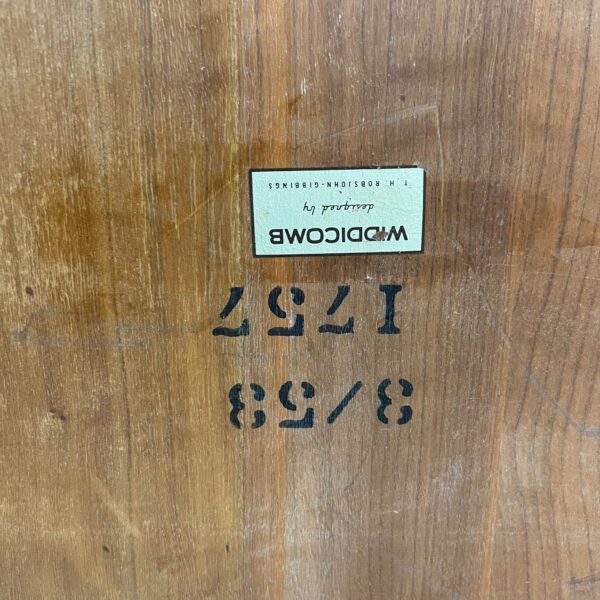 3/53
1757
WIDDICOMB
designed by
T. H. ROBSJOHN-GIBBINGS